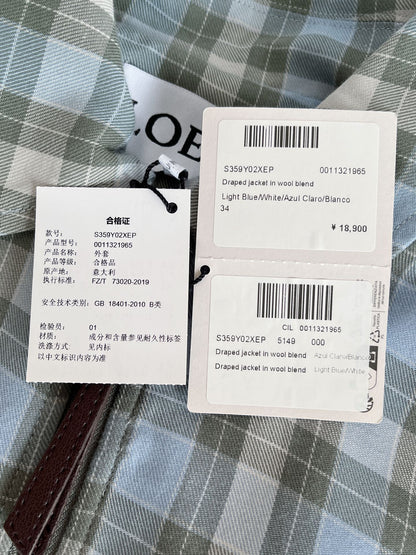 LOE
S359Y02XEP 0011321965
Draped jacket in wool blend
Light Blue/White/Azul Claro/Blanco
34
¥ 18,900
CIL 0011321965
S359Y02XEP 5149 000
Draped jacket in wool blend Azul Claro/Blanco
Draped jacket in wool blend Light Blue/White
合格证
款号: S359Y02XEP
产品型号: 0011321965
产品名称: 外套
产品等级: 合格品
原产地: 意大利
执行标准: FZ/T 73020-2019
安全技术类别: GB 18401-2010 B类
检验员: 01
材质: 成分和含量参见耐久性标签
洗涤方式: 见内标
以中文标识内容为准